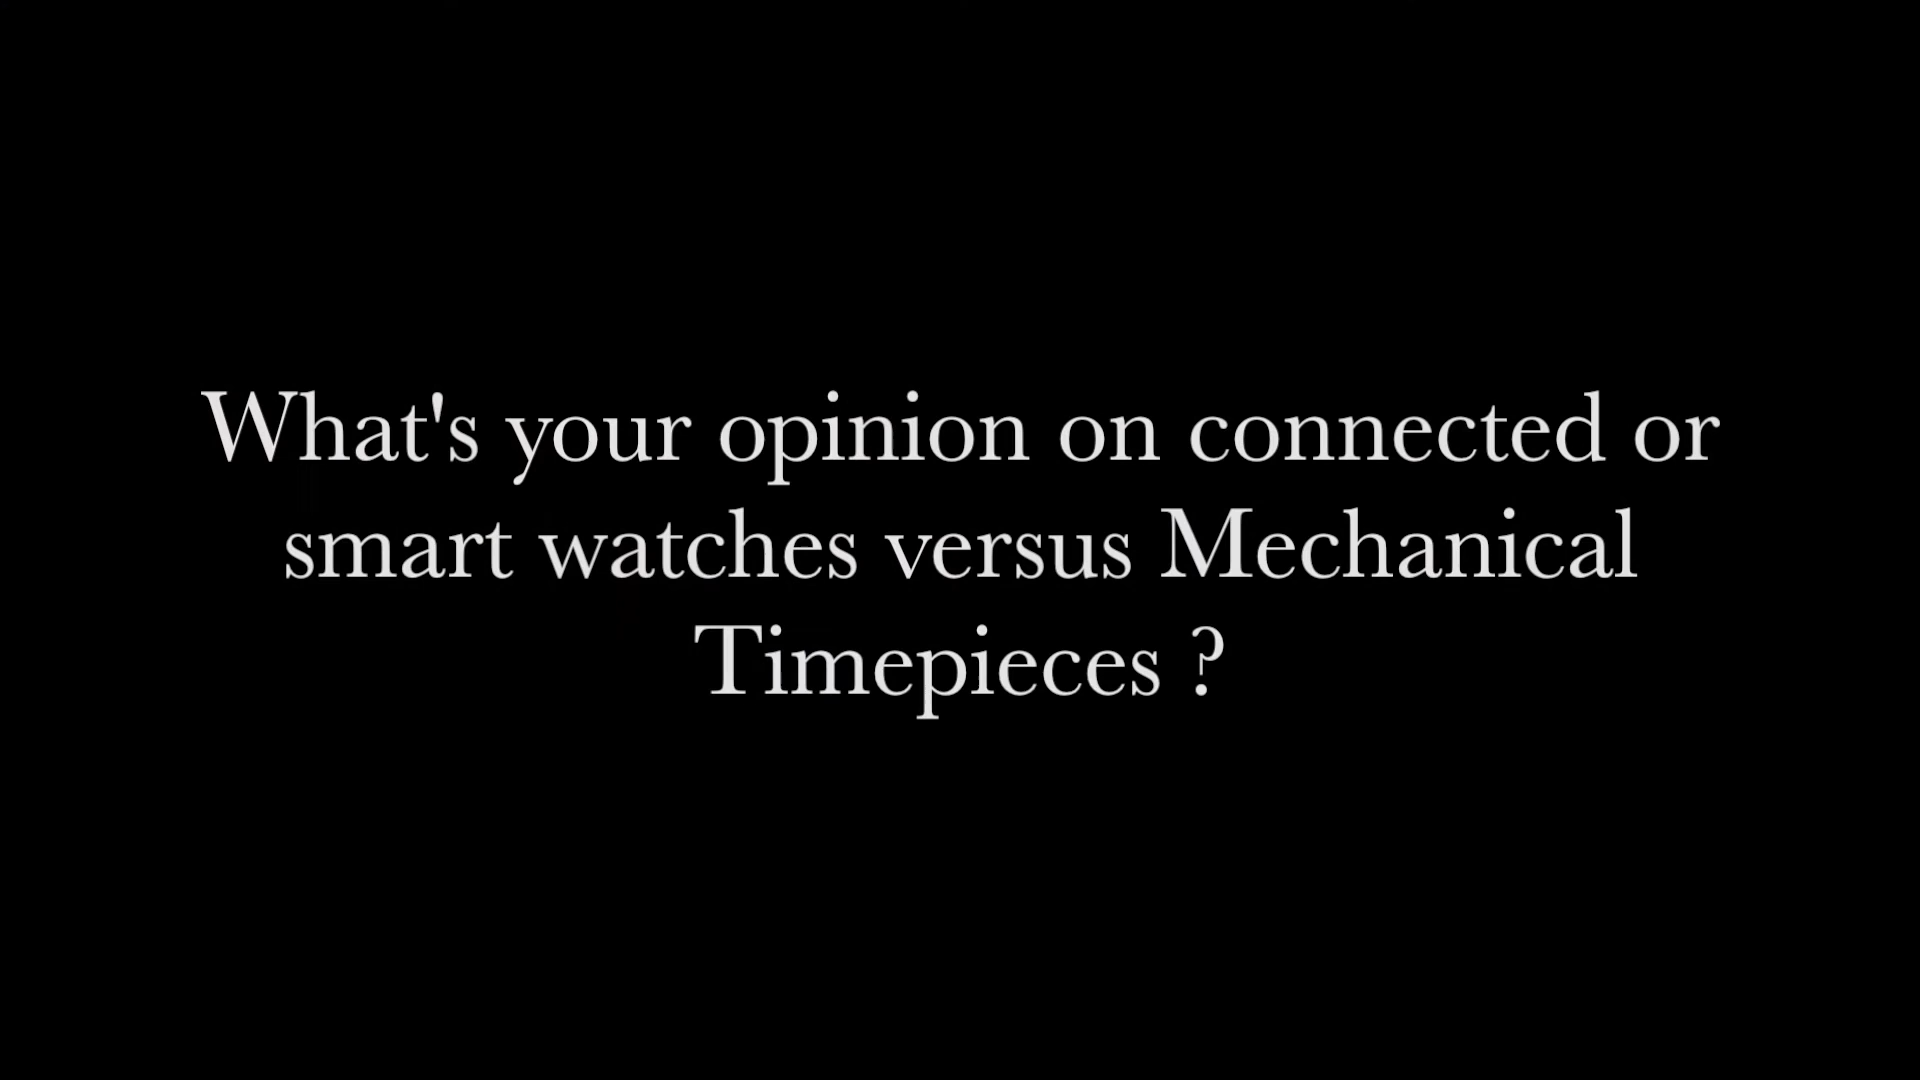 What's your opinion on connected or
smart watches versus Mechanical
Timepieces ?